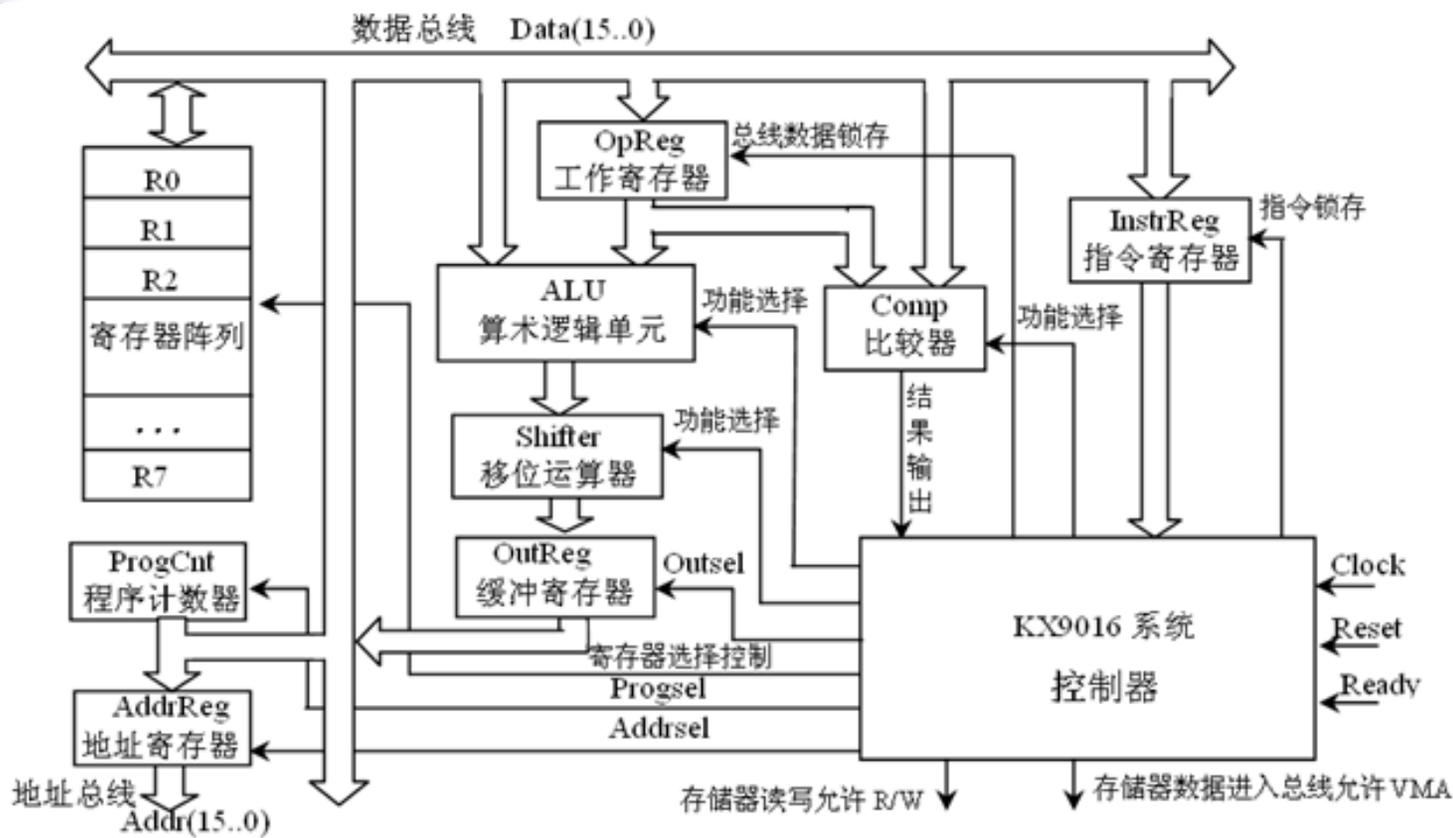 数据总线 Data(15..0)
OpReg
工作寄存器
总线数据锁存
R0
R1
R2
寄存器阵列
...
R7
InstrReg
指令寄存器
指令锁存
ALU
算术逻辑单元
功能选择
Comp
比较器
功能选择
结果输出
Shifter
移位运算器
功能选择
OutReg
缓冲寄存器
Outsel
ProgCnt
程序计数器
KX9016 系统
控制器
Clock
Reset
Ready
寄存器选择控制
Progsel
Addrsel
AddrReg
地址寄存器
地址总线
Addr(15..0)
存储器读写允许 R/W
存储器数据进入总线允许 VMA